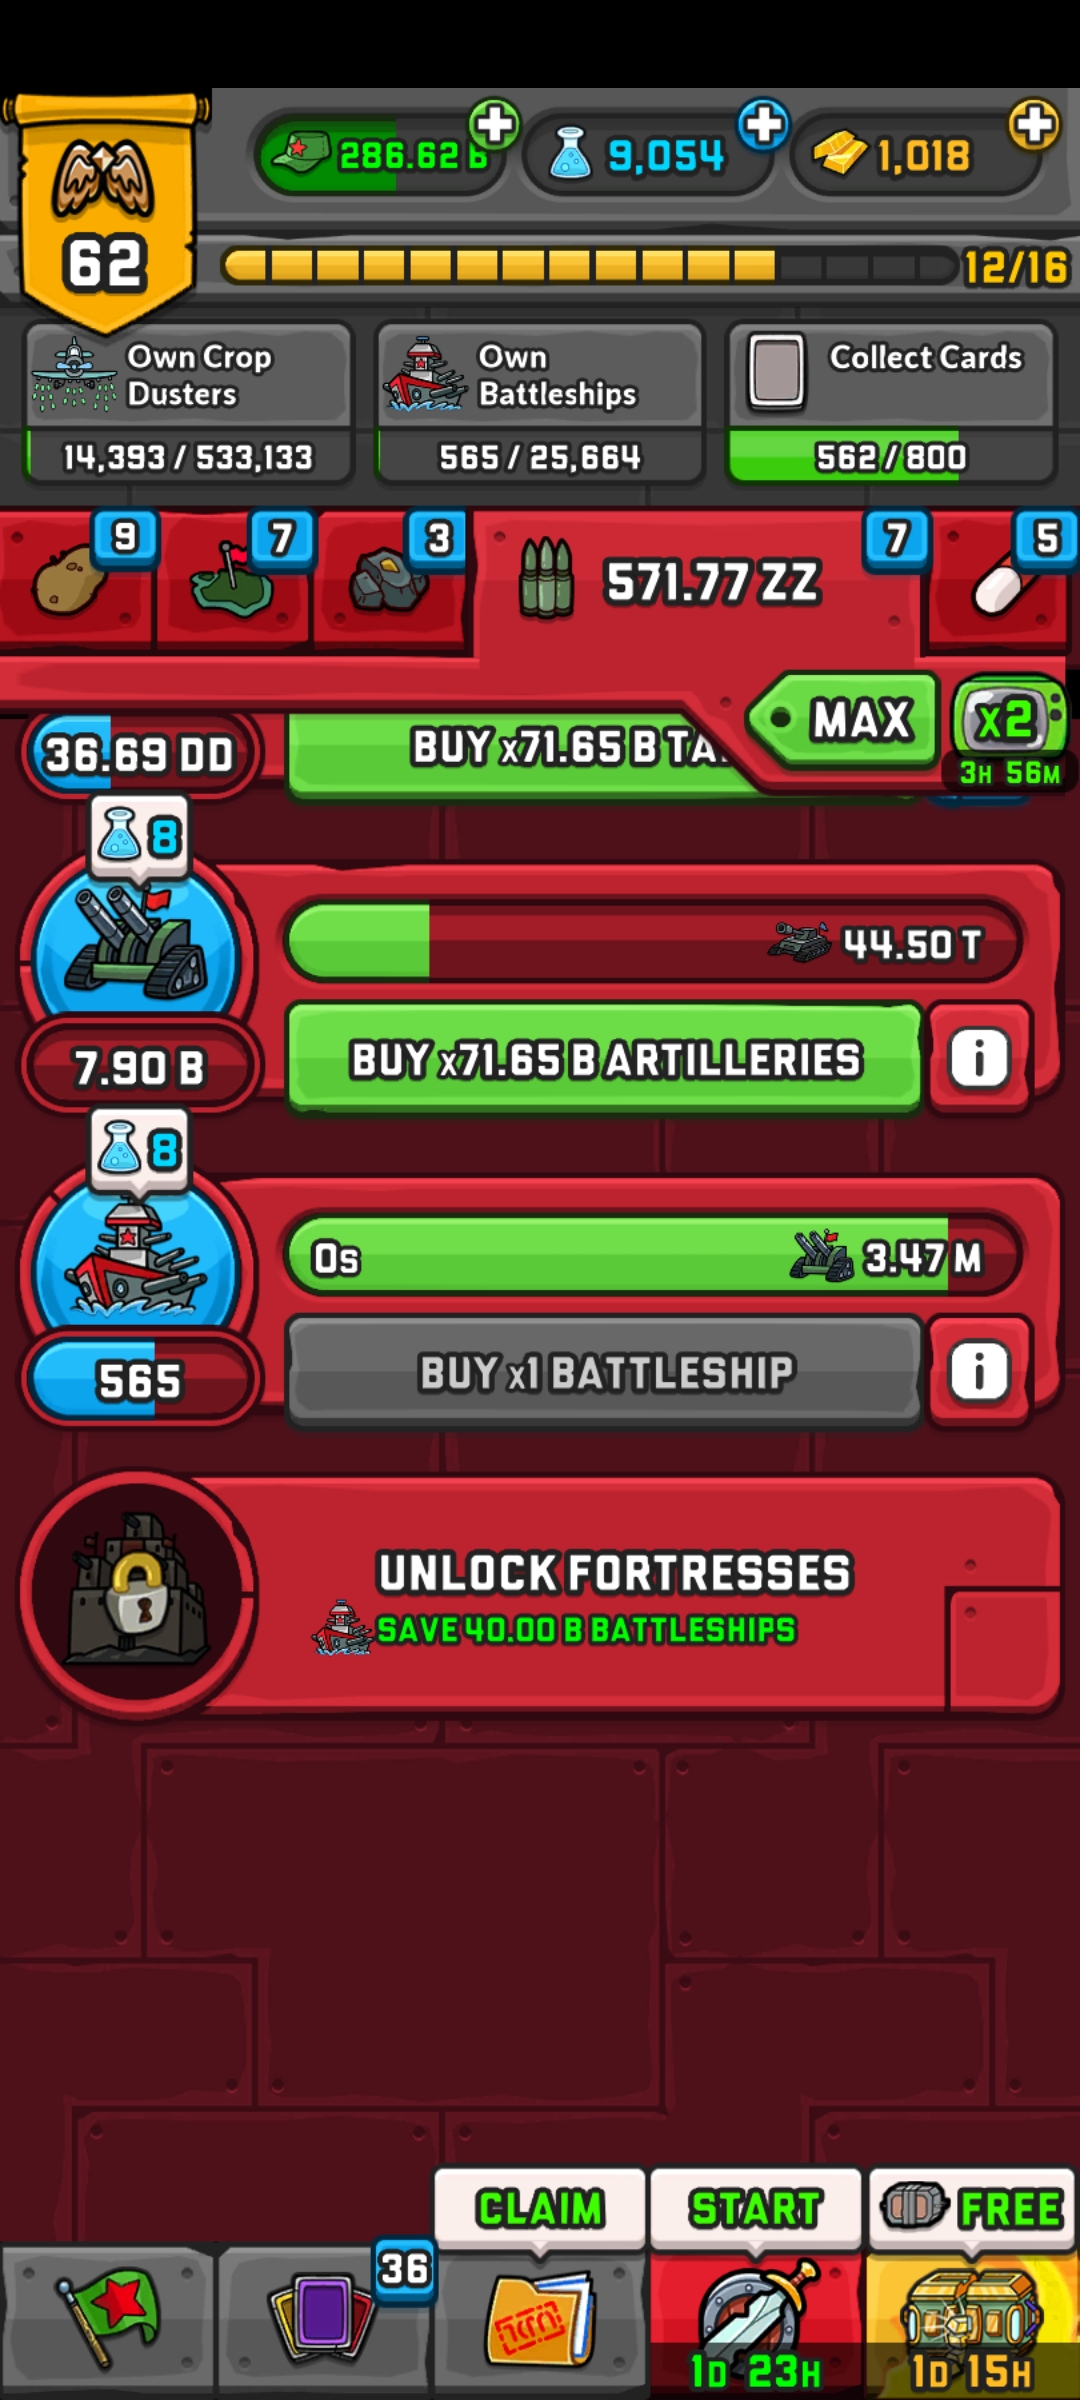 286.62 B
9,054
1,018
62
12/16
Own Crop
Dusters
14,393 / 533,133
Own
Battleships
565 / 25,664
Collect Cards
562 / 800
9
7
3
571.77 ZZ
7
5
MAX
x2
3H 56M
36.69 DD
BUY x71.65 B TA
8
44.50 T
7.90 B
BUY x71.65 B ARTILLERIES
i
8
0s
3.47 M
565
BUY x1 BATTLESHIP
i
UNLOCK FORTRESSES
SAVE 40.00 B BATTLESHIPS
CLAIM
START
FREE
36
1D 23H
1D 15H